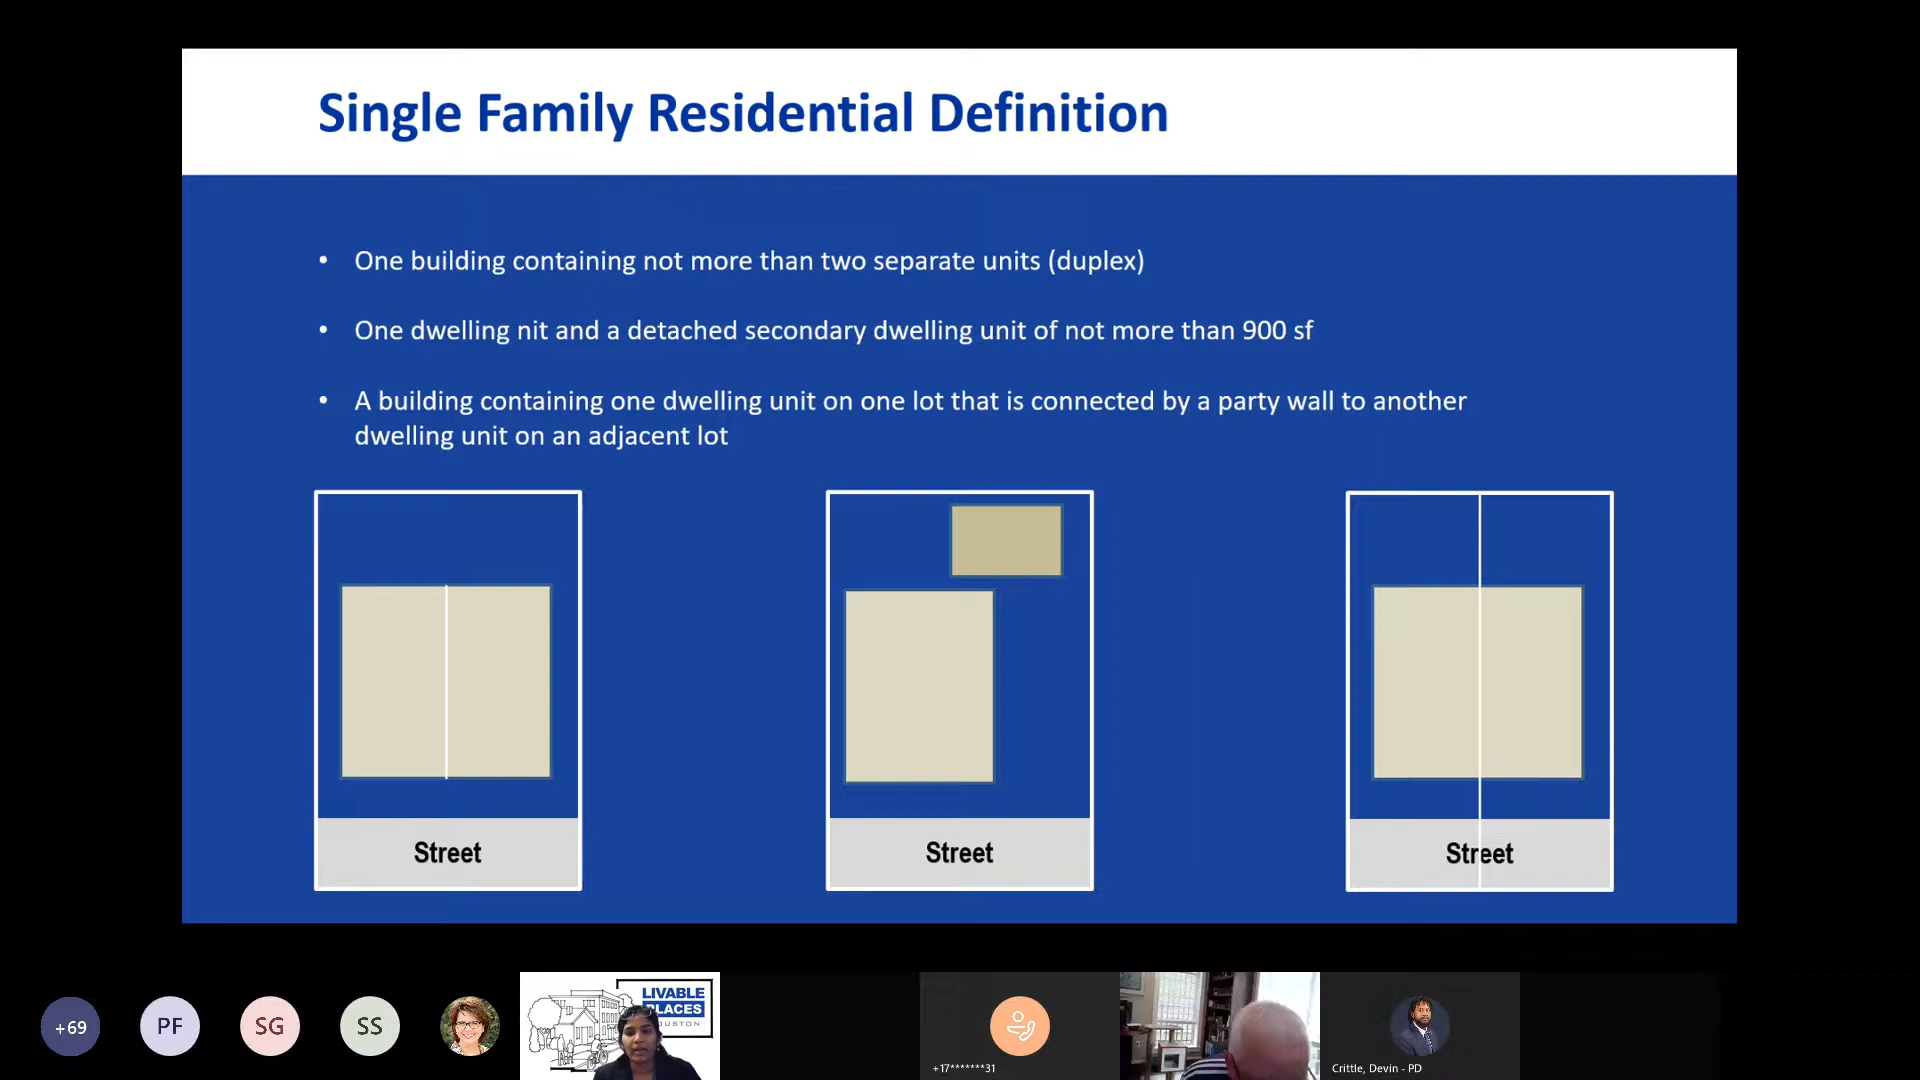 Single Family Residential Definition
• One building containing not more than two separate units (duplex)
• One dwelling nit and a detached secondary dwelling unit of not more than 900 sf
• A building containing one dwelling unit on one lot that is connected by a party wall to another
dwelling unit on an adjacent lot
Street
Street
Street
+69
PF
SG
SS
LIVABLE
PLACES
HOUSTON
+17*******31
Crittle, Devin - PD